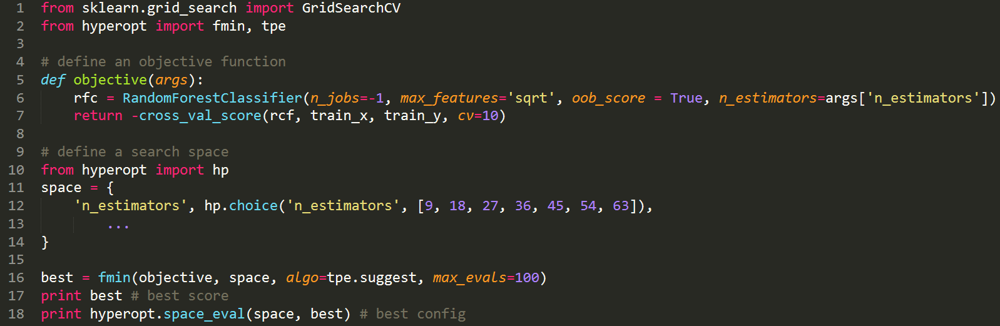 1 from sklearn.grid_search import GridSearchCV
2 from hyperopt import fmin, tpe
3
4 # define an objective function
5 def objective(args):
6     rfc = RandomForestClassifier(n_jobs=-1, max_features='sqrt', oob_score = True, n_estimators=args['n_estimators'])
7     return -cross_val_score(rcf, train_x, train_y, cv=10)
8
9 # define a search space
10 from hyperopt import hp
11 space = {
12     'n_estimators', hp.choice('n_estimators', [9, 18, 27, 36, 45, 54, 63]),
13         ...
14 }
15
16 best = fmin(objective, space, algo=tpe.suggest, max_evals=100)
17 print best # best score
18 print hyperopt.space_eval(space, best) # best config